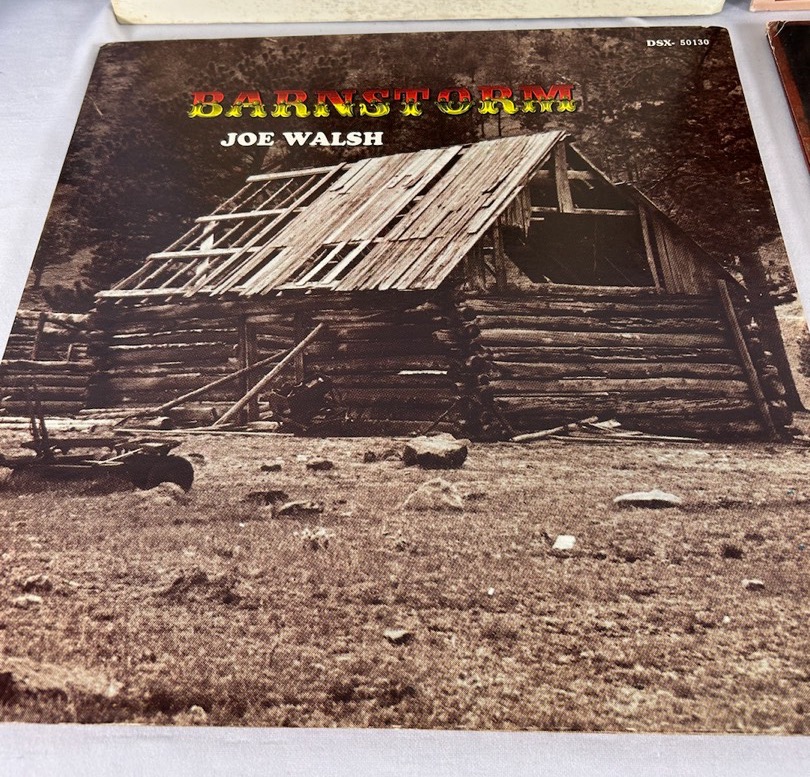 DSX- 50130
BARNSTORM
JOE WALSH